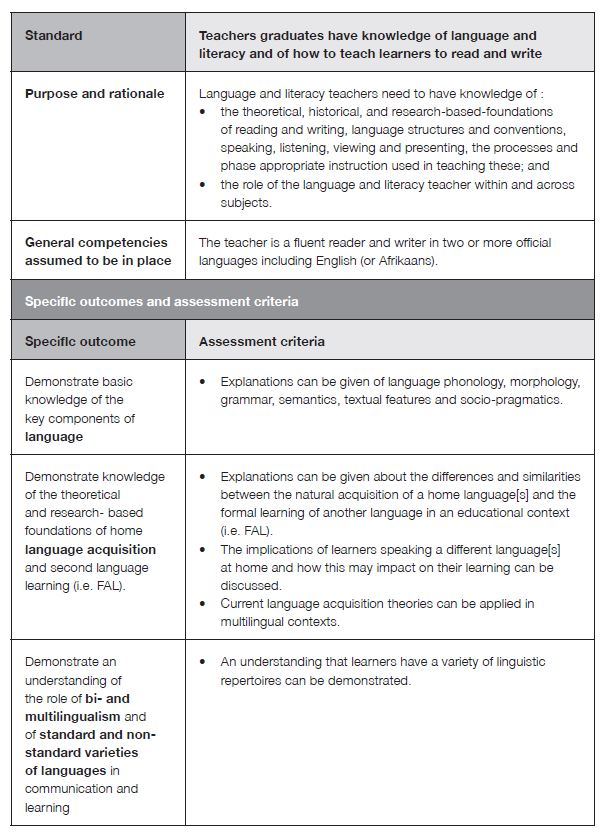 Standard
Teachers graduates have knowledge of language and
literacy and of how to teach learners to read and write
Purpose and rationale
Language and literacy teachers need to have knowledge of :
• the theoretical, historical, and research-based-foundations
of reading and writing, language structures and conventions,
speaking, listening, viewing and presenting, the processes and
phase appropriate instruction used in teaching these; and
• the role of the language and literacy teacher within and across
subjects.
General competencies
assumed to be in place
The teacher is a fluent reader and writer in two or more official
languages including English (or Afrikaans).
Specific outcomes and assessment criteria
Specific outcome
Assessment criteria
Demonstrate basic
knowledge of the
key components of
language
• Explanations can be given of language phonology, morphology,
grammar, semantics, textual features and socio-pragmatics.
Demonstrate knowledge
of the theoretical
and research- based
foundations of home
language acquisition
and second language
learning (i.e. FAL).
• Explanations can be given about the differences and similarities
between the natural acquisition of a home language[s] and the
formal learning of another language in an educational context
(i.e. FAL).
• The implications of learners speaking a different language[s]
at home and how this may impact on their learning can be
discussed.
• Current language acquisition theories can be applied in
multilingual contexts.
Demonstrate an
understanding of
the role of bi- and
multilingualism and
of standard and non-
standard varieties
of languages in
communication and
learning
• An understanding that learners have a variety of linguistic
repertoires can be demonstrated.